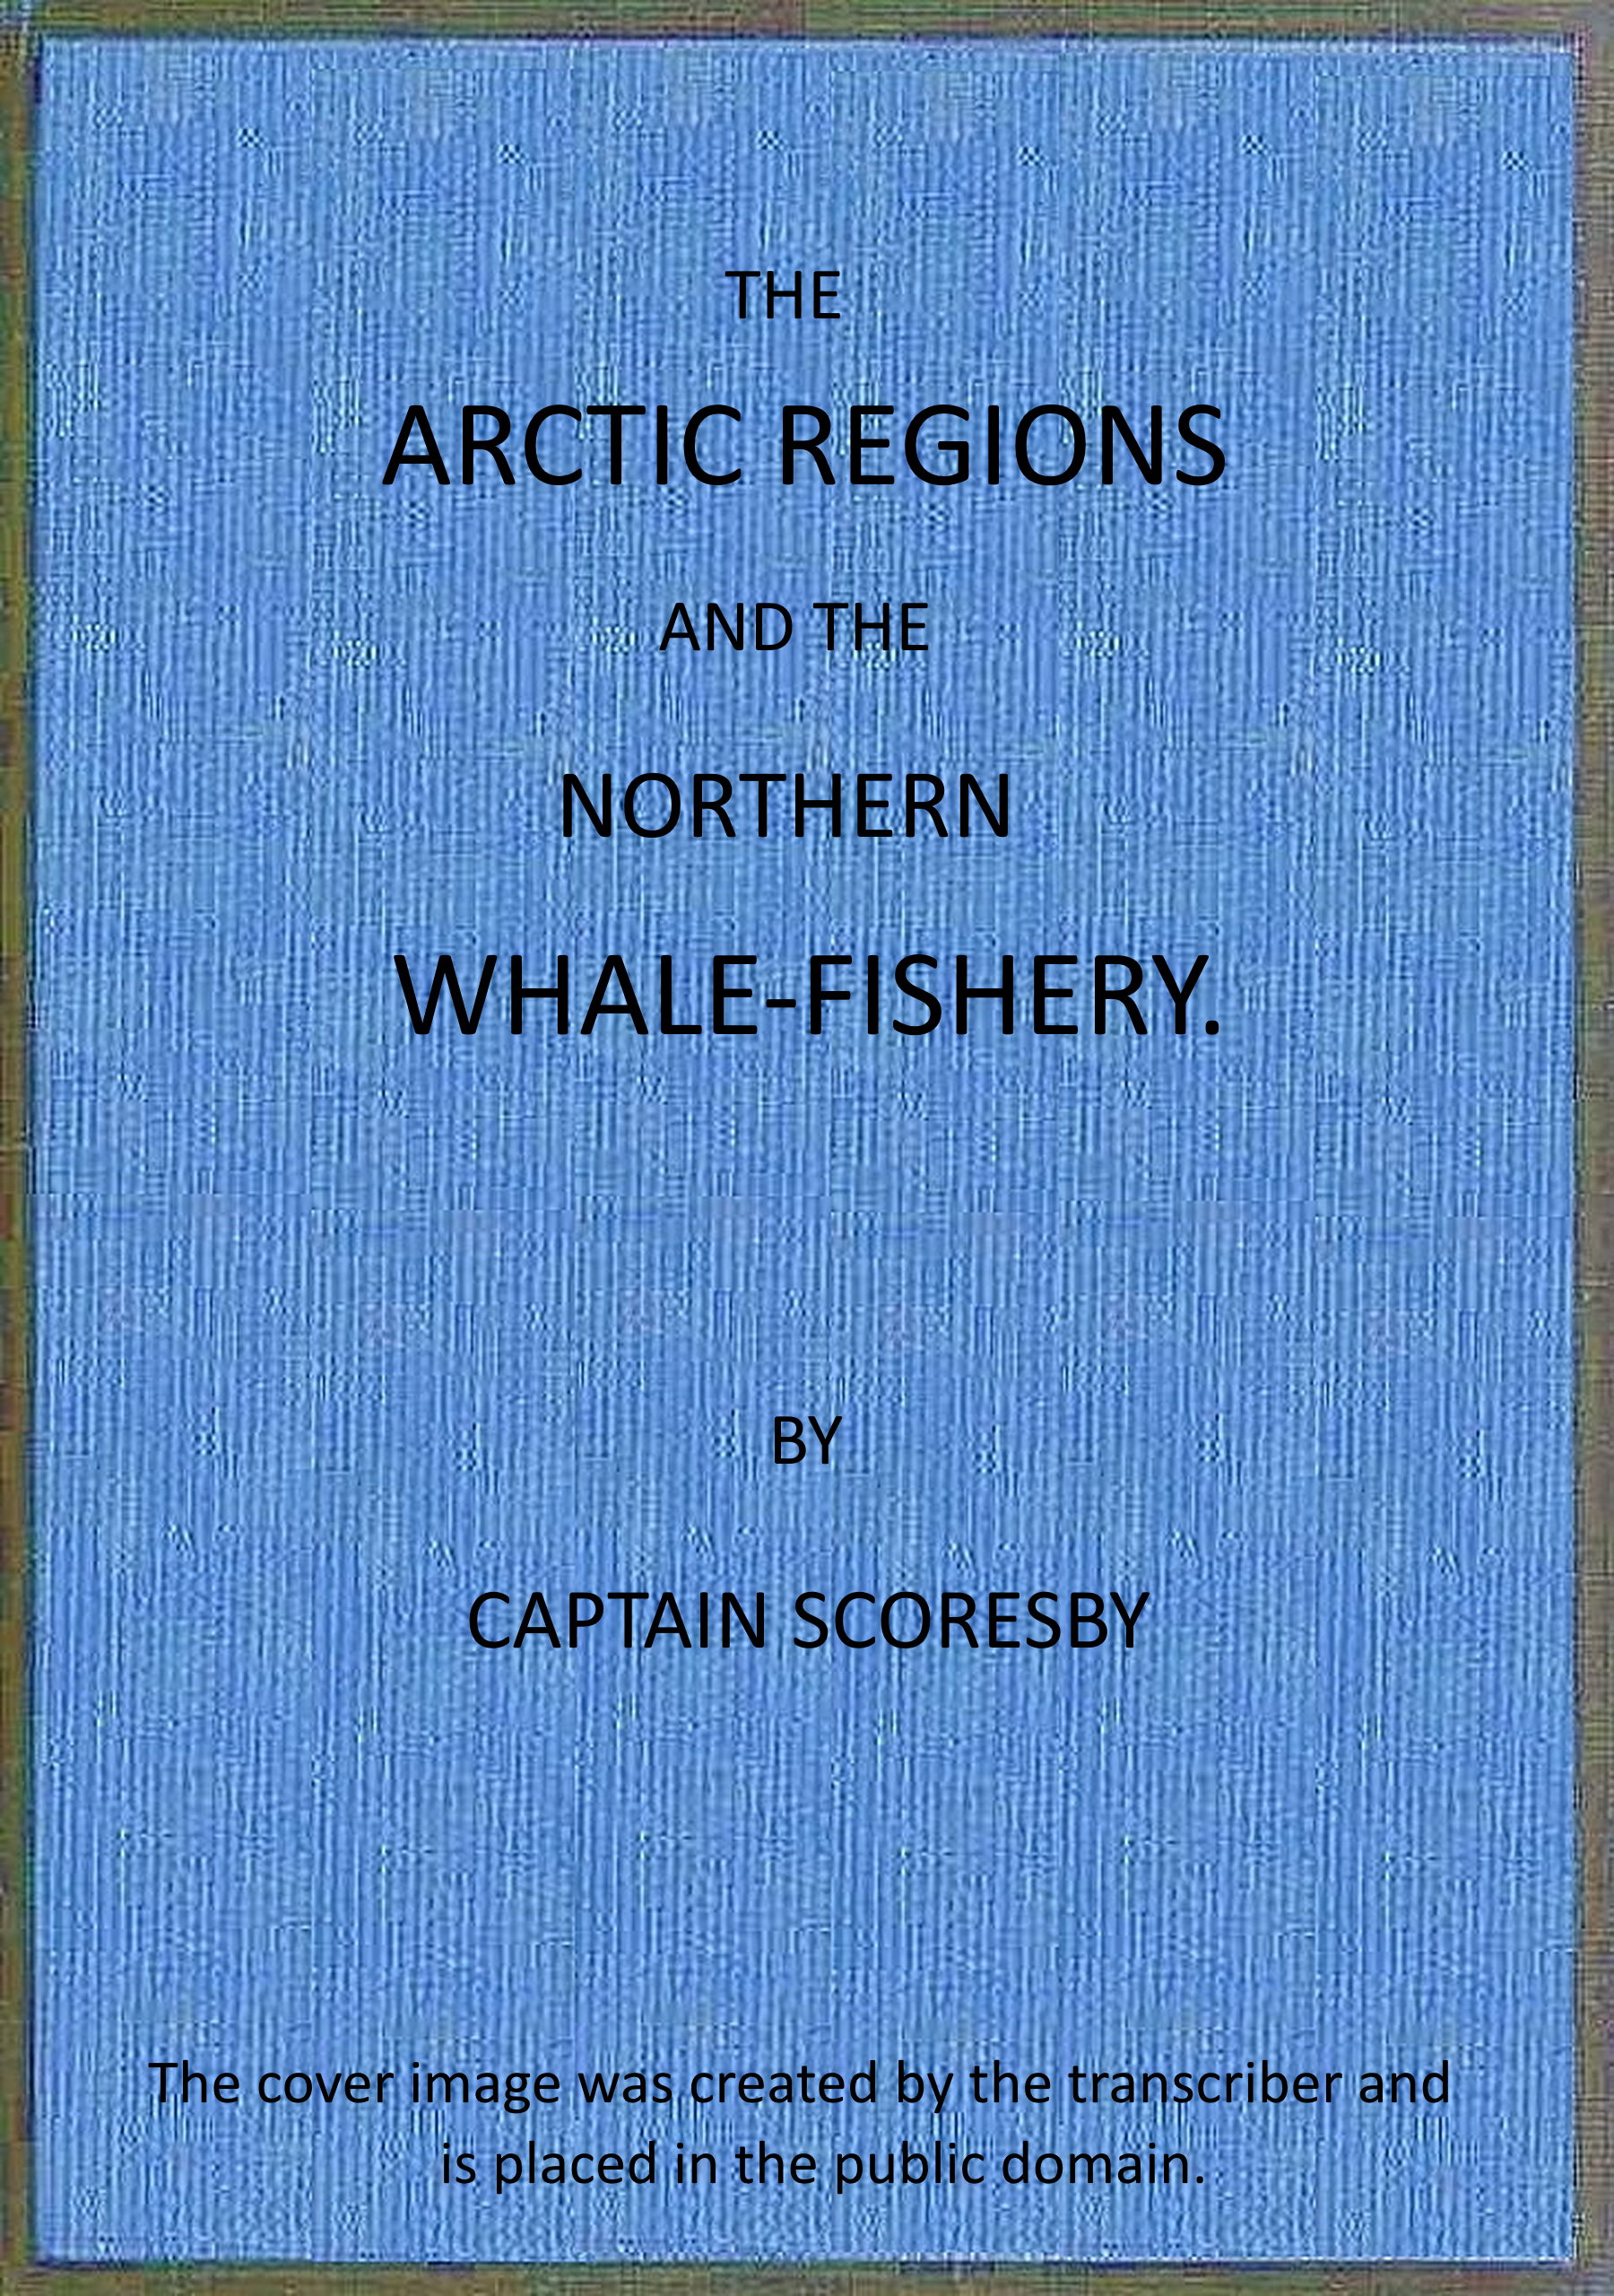 THE
ARCTIC REGIONS
AND THE
NORTHERN
WHALE-FISHERY.
BY
CAPTAIN SCORESBY
The cover image was created by the transcriber and
is placed in the public domain.